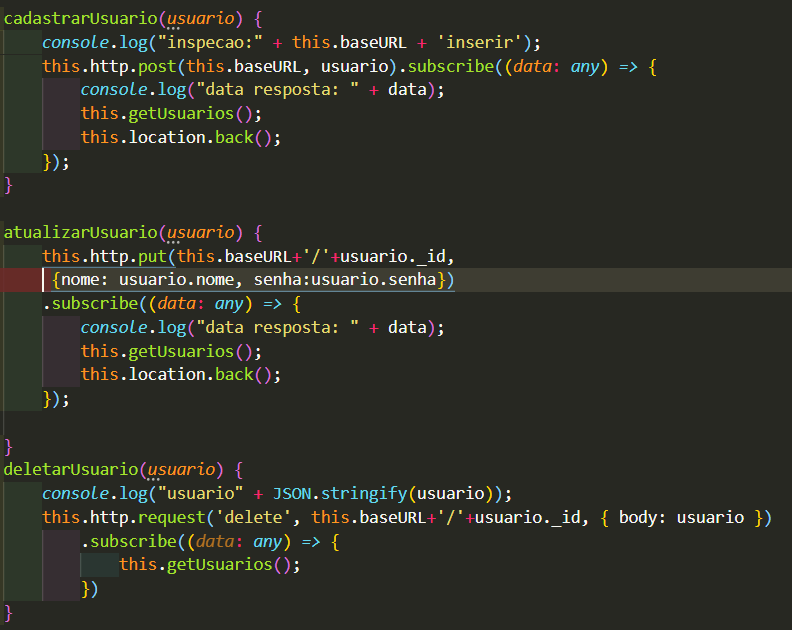 cadastrarUsuario(usuario) {
console.log("inspecao:" + this.baseURL + 'inserir');
this.http.post(this.baseURL, usuario).subscribe((data: any) => {
console.log("data resposta: " + data);
this.getUsuarios();
this.location.back();
});
}
atualizarUsuario(usuario) {
this.http.put(this.baseURL+'/'+usuario._id,
{nome: usuario.nome, senha:usuario.senha})
.subscribe((data: any) => {
console.log("data resposta: " + data);
this.getUsuarios();
this.location.back();
});
}
deletarUsuario(usuario) {
console.log("usuario" + JSON.stringify(usuario));
this.http.request('delete', this.baseURL+'/'+usuario._id, { body: usuario })
.subscribe((data: any) => {
this.getUsuarios();
})
}